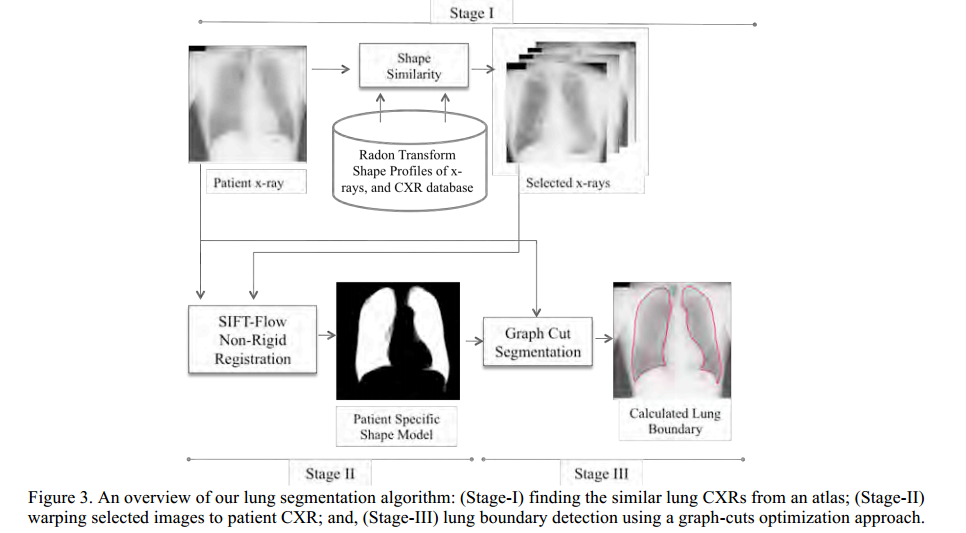 Stage I
Shape
Similarity
Radon Transform
Shape Profiles of x-
rays, and CXR database
Patient x-ray
Selected x-rays
SIFT-Flow
Non-Rigid
Registration
Graph Cut
Segmentation
Patient Specific
Shape Model
Calculated Lung
Boundary
Stage II
Stage III
Figure 3. An overview of our lung segmentation algorithm: (Stage-I) finding the similar lung CXRs from an atlas; (Stage-II)
warping selected images to patient CXR; and, (Stage-III) lung boundary detection using a graph-cuts optimization approach.